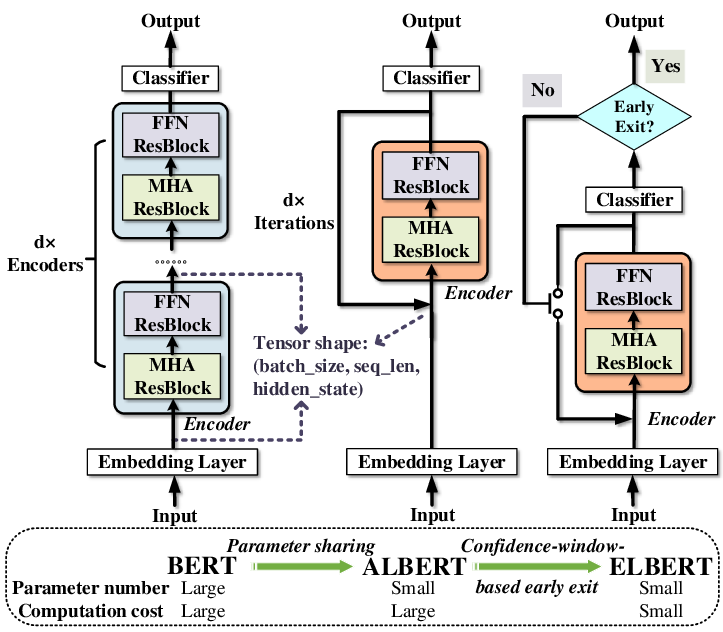 Output
Classifier
FFN
ResBlock
MHA
ResBlock
d×
Encoders
......
FFN
ResBlock
MHA
ResBlock
Encoder
Embedding Layer
Input
Output
Classifier
d×
Iterations
FFN
ResBlock
MHA
ResBlock
Encoder
Tensor shape:
(batch_size, seq_len,
hidden_state)
Embedding Layer
Input
Output
Yes
No
Early
Exit?
Classifier
FFN
ResBlock
MHA
ResBlock
Encoder
Embedding Layer
Input
BERT Parameter sharing ALBERT Confidence-window-based early exit ELBERT
Parameter number Large Small Small
Computation cost Large Large Small